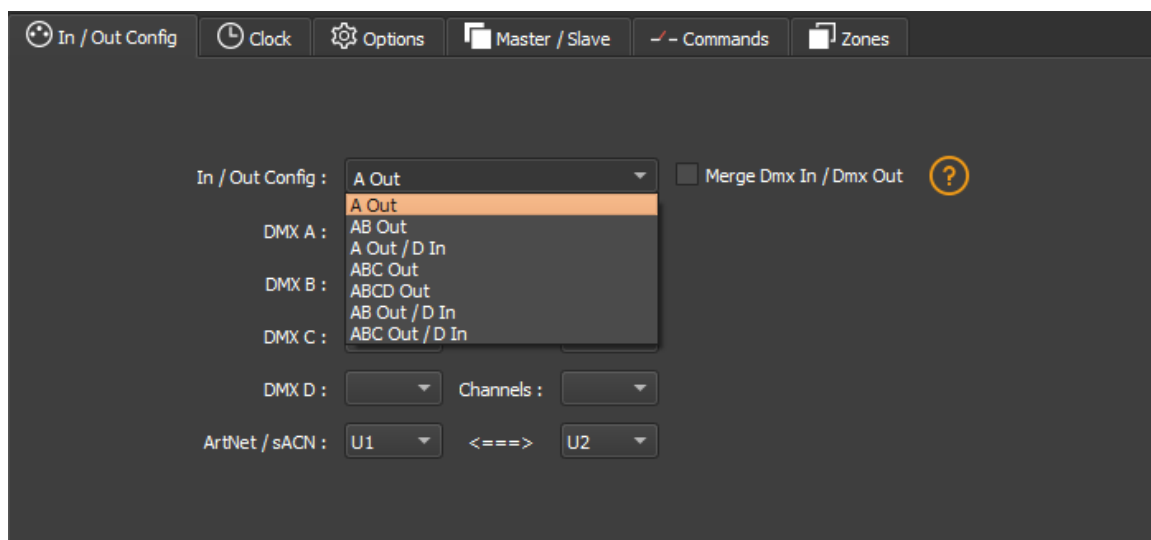 In / Out Config Clock Options Master / Slave Commands Zones
In / Out Config : A Out Merge Dmx In / Dmx Out ?
A Out
DMX A : AB Out
A Out / D In
DMX B : ABC Out
ABCD Out
AB Out / D In
DMX C : ABC Out / D In
DMX D : Channels :
ArtNet / sACN : U1 <===> U2